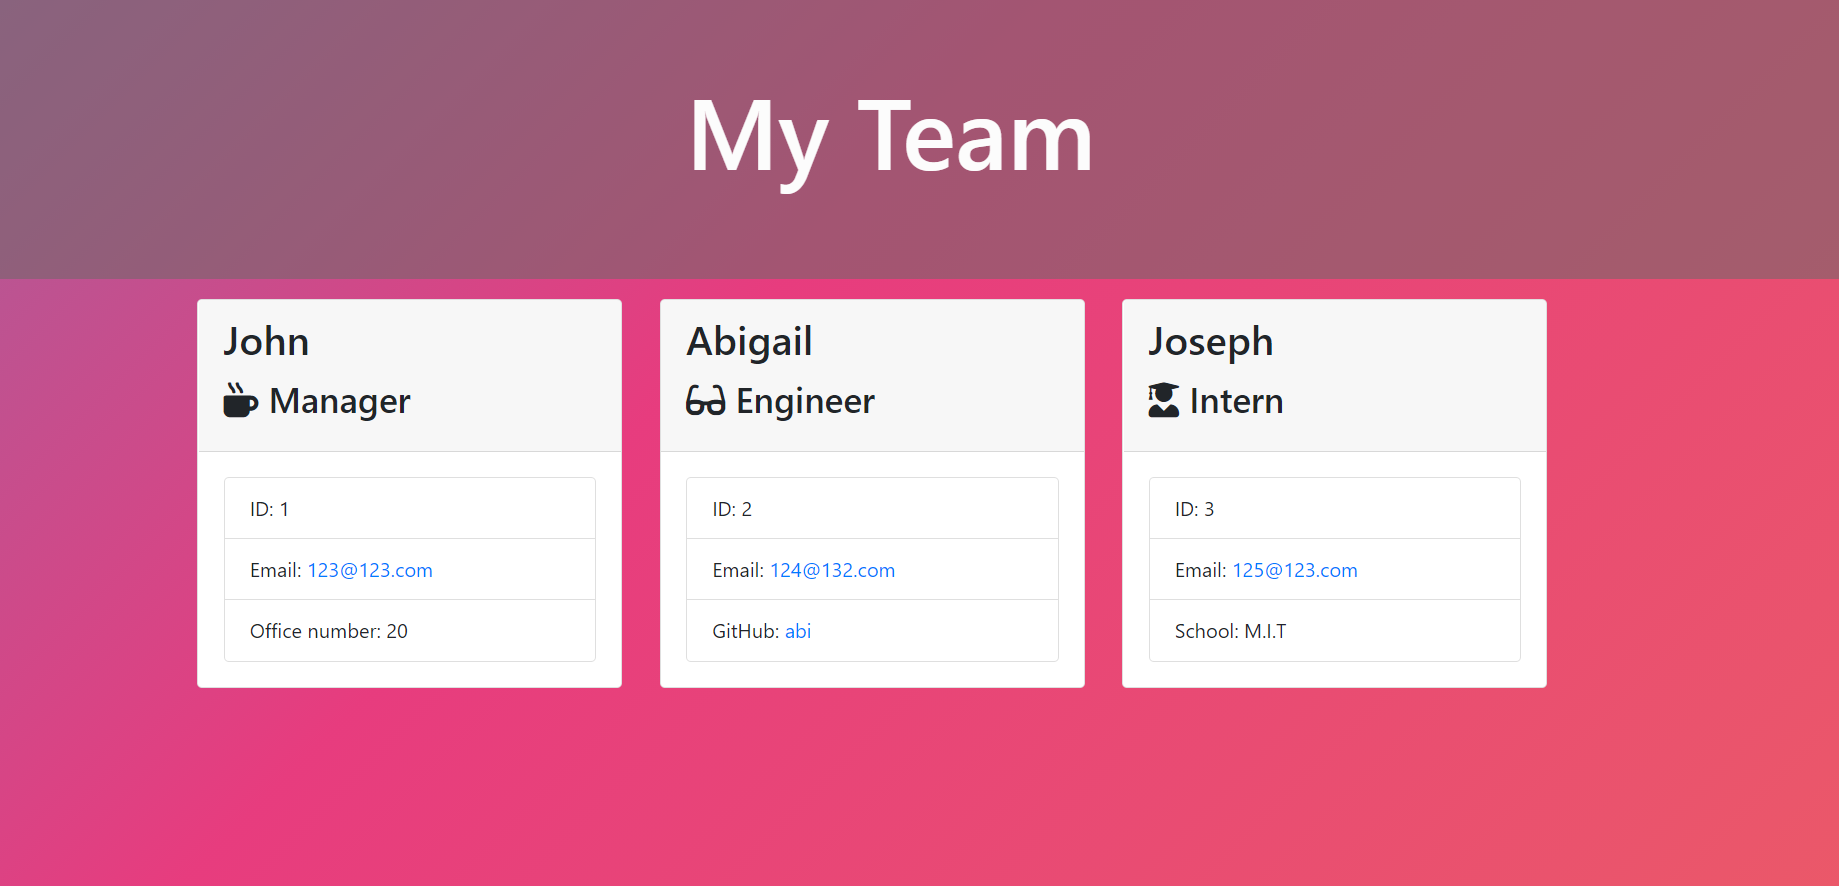 My Team
John
Manager
ID: 1
Email: 123@123.com
Office number: 20
Abigail
Engineer
ID: 2
Email: 124@132.com
GitHub: abi
Joseph
Intern
ID: 3
Email: 125@123.com
School: M.I.T